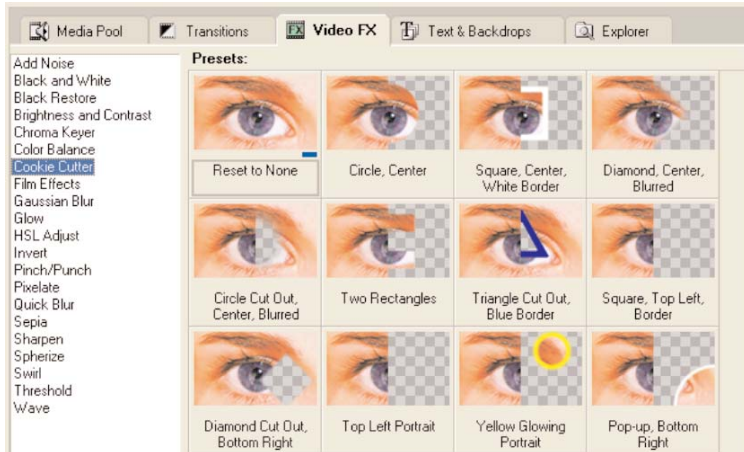 Media Pool
Transitions
Video FX
Text & Backdrops
Explorer
Add Noise
Black and White
Black Restore
Brightness and Contrast
Chroma Keyer
Color Balance
Cookie Cutter
Film Effects
Gaussian Blur
Glow
HSL Adjust
Invert
Pinch/Punch
Pixelate
Quick Blur
Sepia
Sharpen
Spherize
Swirl
Threshold
Wave
Presets:
Reset to None
Circle, Center
Square, Center,
White Border
Diamond, Center,
Blurred
Circle Cut Out,
Center, Blurred
Two Rectangles
Triangle Cut Out,
Blue Border
Square, Top Left,
Border
Diamond Cut Out,
Bottom Right
Top Left Portrait
Yellow Glowing
Portrait
Pop-up, Bottom
Right